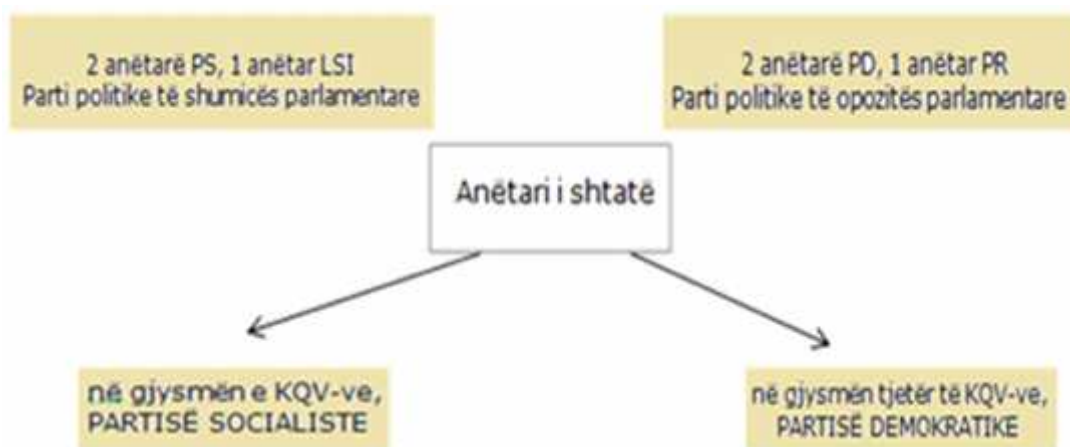 2 anëtarë PS, 1 anëtar LSI
Parti politike të shumicës parlamentare
2 anëtarë PD, 1 anëtar PR
Parti politike të opozitës parlamentare
Anëtari i shtatë
në gjysmën e KQV-ve,
PARTISË SOCIALISTE
në gjysmën tjetër të KQV-ve,
PARTISË DEMOKRATIKE